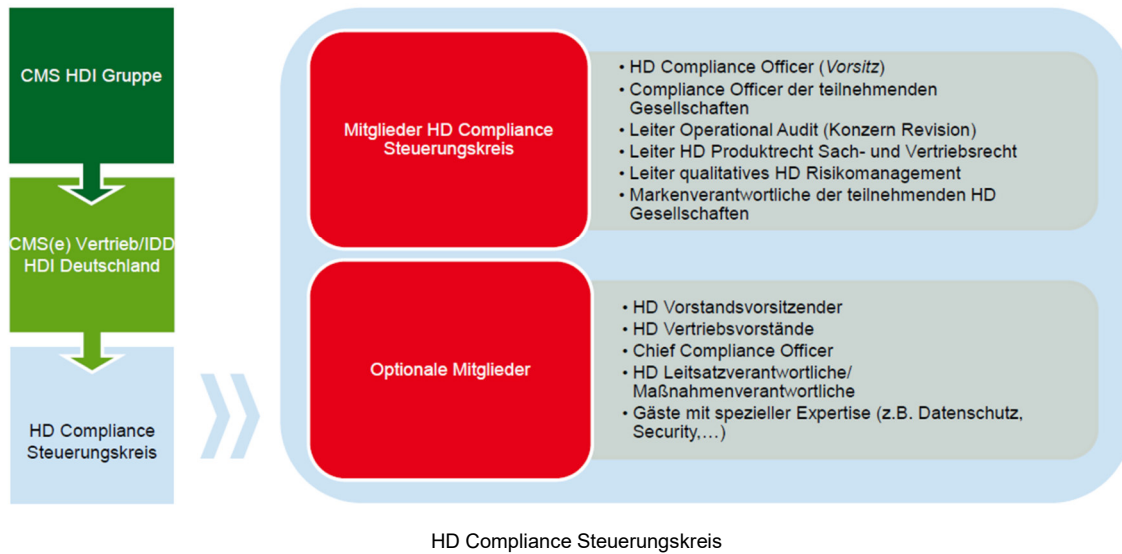 CMS HDI Gruppe
CMS(e) Vertrieb/IDD
HDI Deutschland
HD Compliance
Steuerungskreis
Mitglieder HD Compliance
Steuerungskreis
• HD Compliance Officer (Vorsitz)
• Compliance Officer der teilnehmenden
Gesellschaften
• Leiter Operational Audit (Konzern Revision)
• Leiter HD Produktrecht Sach- und Vertriebsrecht
• Leiter qualitatives HD Risikomanagement
• Markenverantwortliche der teilnehmenden HD
Gesellschaften
Optionale Mitglieder
• HD Vorstandsvorsitzender
• HD Vertriebsvorstände
• Chief Compliance Officer
• HD Leitsatzverantwortliche/
Maßnahmenverantwortliche
• Gäste mit spezieller Expertise (z.B. Datenschutz,
Security,…)
HD Compliance Steuerungskreis